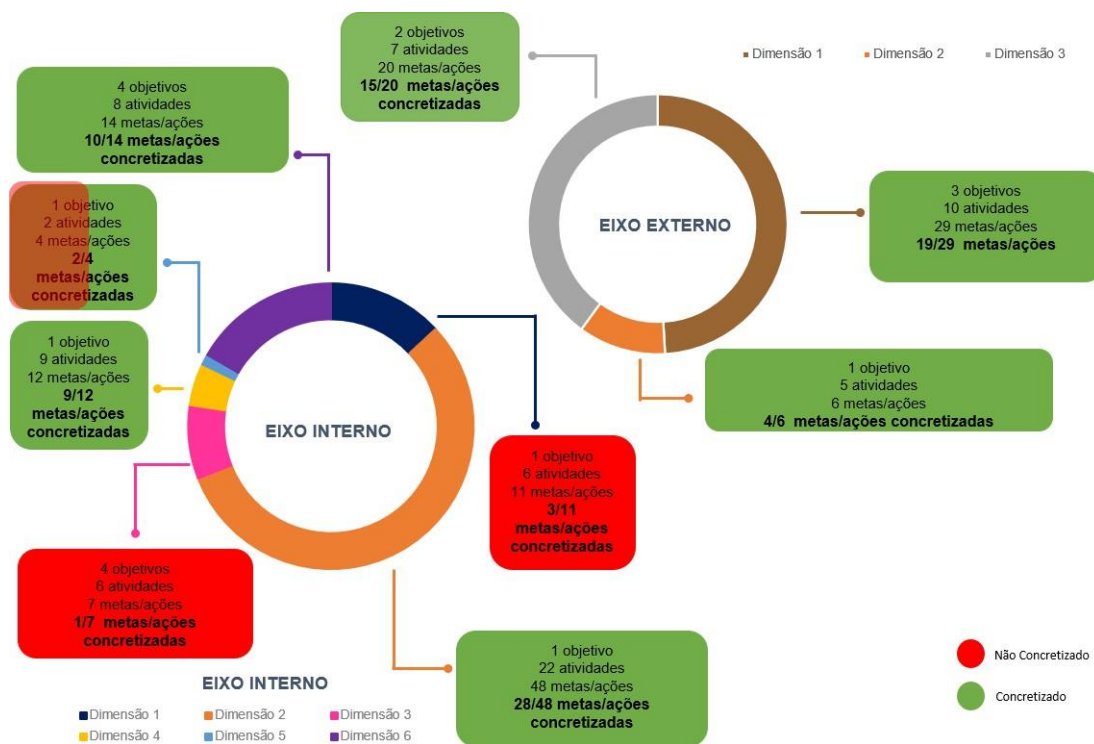 2 objetivos
7 atividades
20 metas/ações
15/20 metas/ações
concretizadas
Dimensão 1
Dimensão 2
Dimensão 3
4 objetivos
8 atividades
14 metas/ações
10/14 metas/ações
concretizadas
1 objetivo
2 atividades
4 metas/ações
2/4
metas/ações
concretizadas
EIXO EXTERNO
3 objetivos
10 atividades
29 metas/ações
19/29 metas/ações
1 objetivo
9 atividades
12 metas/ações
9/12
metas/ações
concretizadas
EIXO INTERNO
1 objetivo
5 atividades
6 metas/ações
4/6 metas/ações concretizadas
1 objetivo
6 atividades
11 metas/ações
3/11
metas/ações
concretizadas
4 objetivos
6 atividades
7 metas/ações
1/7 metas/ações
concretizadas
1 objetivo
22 atividades
48 metas/ações
28/48 metas/ações
concretizadas
Não Concretizado
Concretizado
EIXO INTERNO
Dimensão 1
Dimensão 2
Dimensão 3
Dimensão 4
Dimensão 5
Dimensão 6